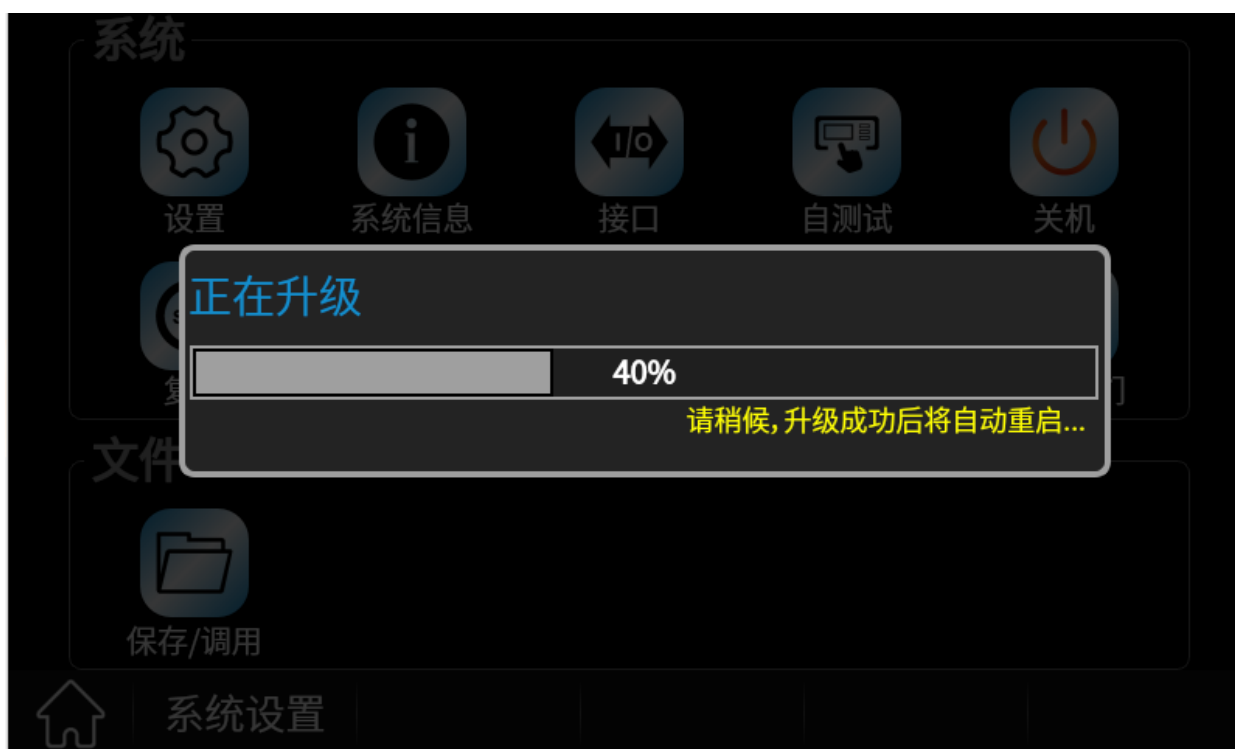 系统
I/O
设置 系统信息 接口 自测试 关机
正在升级
40%
请稍候,升级成功后将自动重启...
文件
保存/调用
系统设置